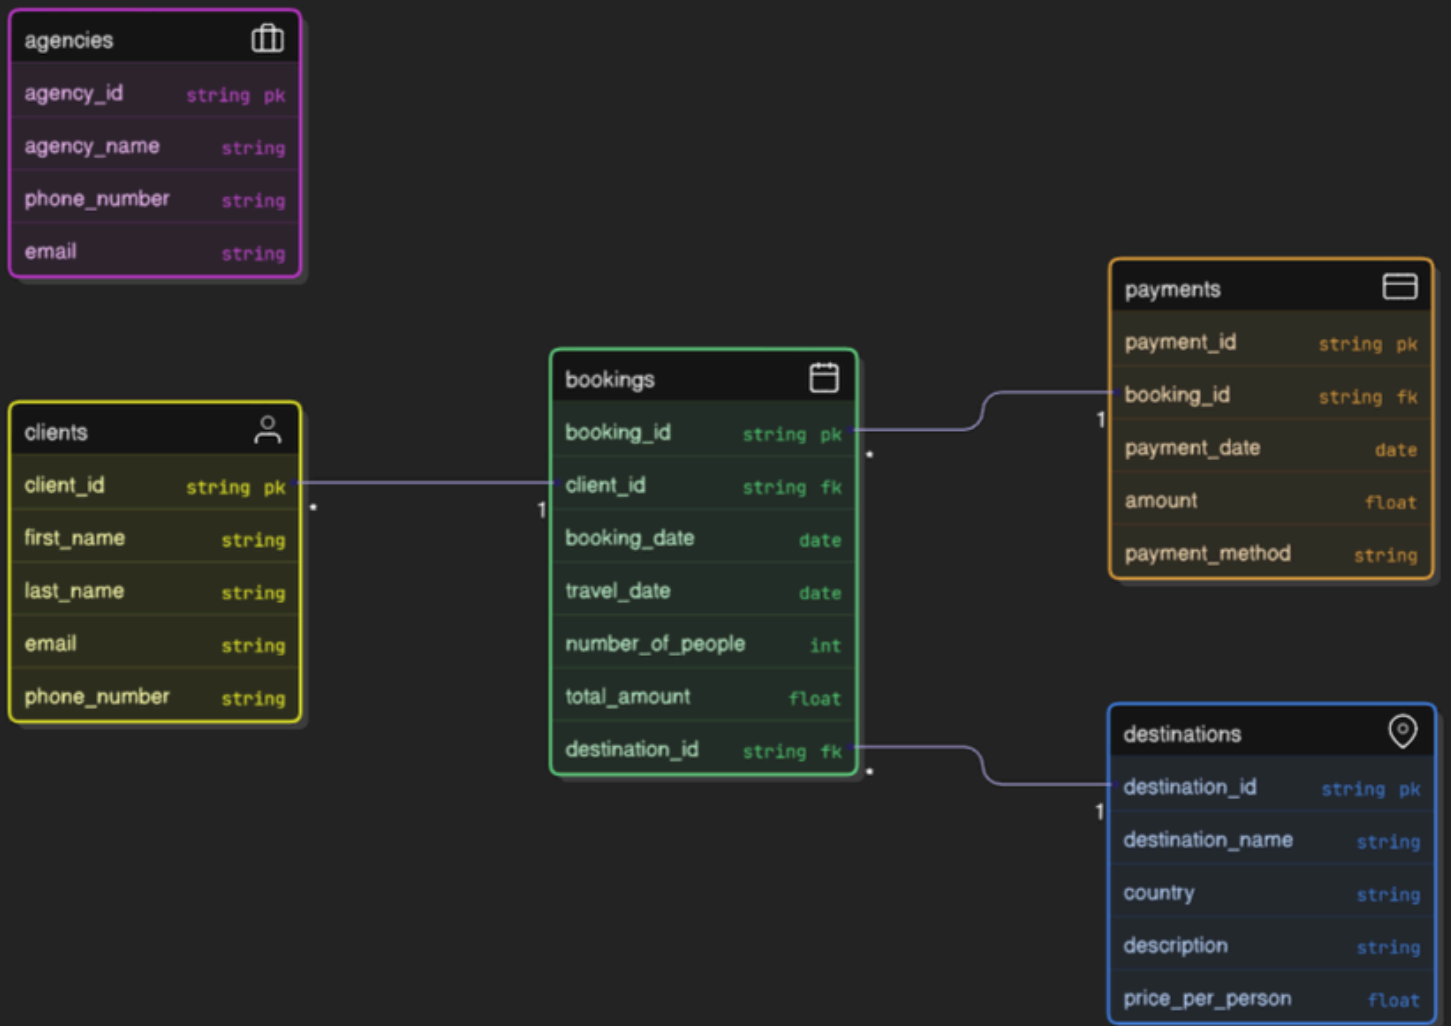 agencies
agency_id string pk
agency_name string
phone_number string
email string
clients
client_id string pk
first_name string
last_name string
email string
phone_number string
*
1
bookings
booking_id string pk
client_id string fk
booking_date date
travel_date date
number_of_people int
total_amount float
destination_id string fk
*
1
*
1
payments
payment_id string pk
booking_id string fk
payment_date date
amount float
payment_method string
destinations
destination_id string pk
destination_name string
country string
description string
price_per_person float